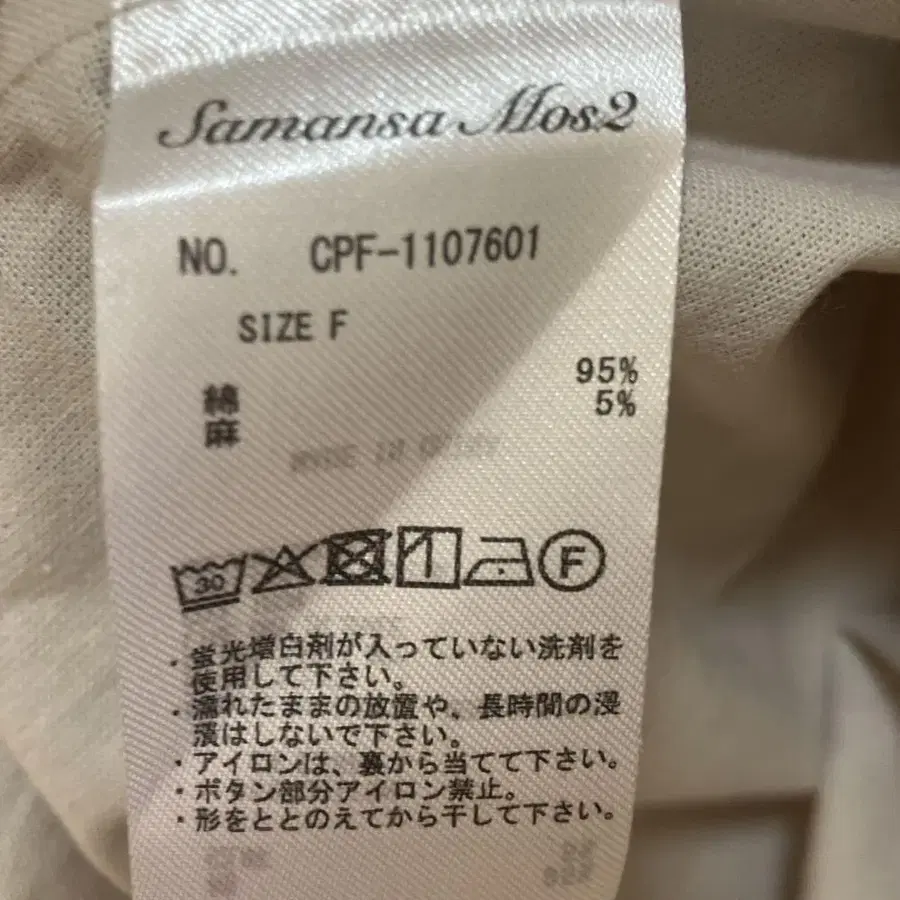 Samansa Mos2
NO. CPF-1107601
SIZE F
綿 95%
麻 5%
30
F
・蛍光増白剤が入っていない洗剤を
使用して下さい。
・濡れたままの放置や、長時間の浸
漬はしないで下さい。
・アイロンは、裏から当てて下さい。
・ボタン部分アイロン禁止。
・形をととのえてから干して下さい。